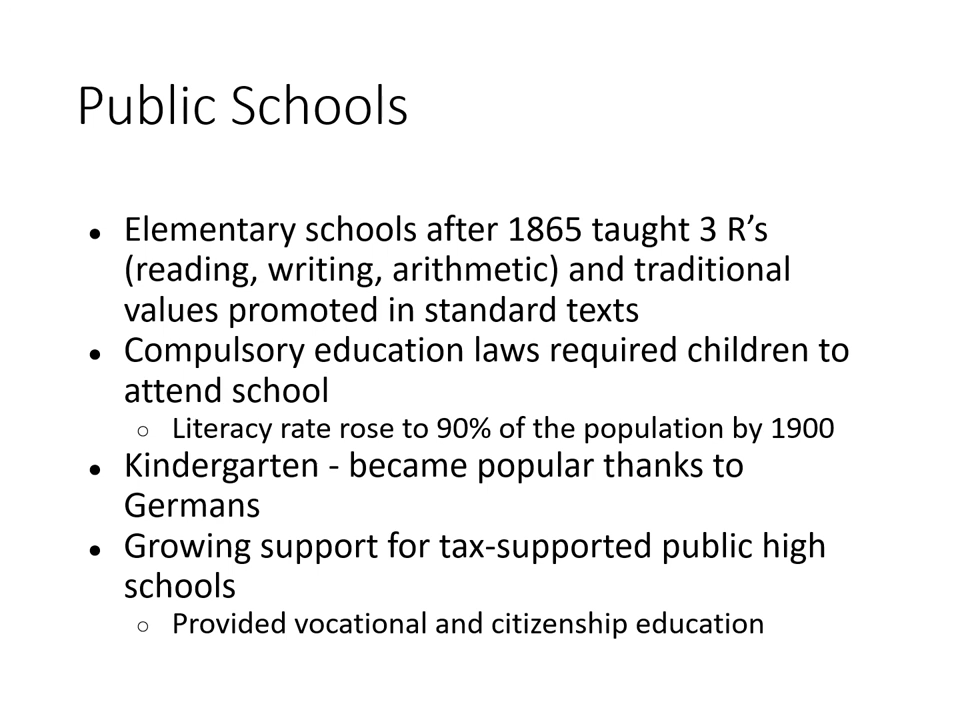 Public Schools
● Elementary schools after 1865 taught 3 R’s
(reading, writing, arithmetic) and traditional
values promoted in standard texts
● Compulsory education laws required children to
attend school
○ Literacy rate rose to 90% of the population by 1900
● Kindergarten - became popular thanks to
Germans
● Growing support for tax-supported public high
schools
○ Provided vocational and citizenship education